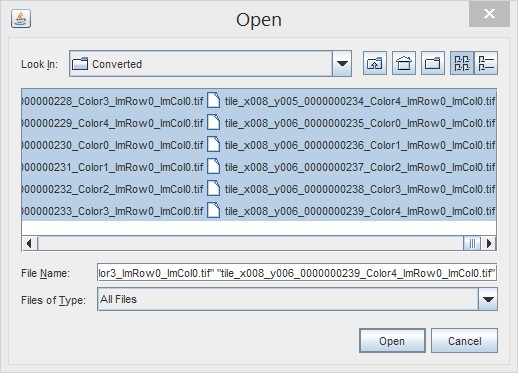 Open
Look In: Converted
000000228_Color3_ImRow0_ImCol0.tif tile_x008_y005_0000000234_Color4_ImRow0_ImCol0.tif
000000229_Color4_ImRow0_ImCol0.tif tile_x008_y006_0000000235_Color0_ImRow0_ImCol0.tif
000000230_Color0_ImRow0_ImCol0.tif tile_x008_y006_0000000236_Color1_ImRow0_ImCol0.tif
000000231_Color1_ImRow0_ImCol0.tif tile_x008_y006_0000000237_Color2_ImRow0_ImCol0.tif
000000232_Color2_ImRow0_ImCol0.tif tile_x008_y006_0000000238_Color3_ImRow0_ImCol0.tif
000000233_Color3_ImRow0_ImCol0.tif tile_x008_y006_0000000239_Color4_ImRow0_ImCol0.tif
File Name: lor3_ImRow0_ImCol0.tif" "tile_x008_y006_0000000239_Color4_ImRow0_ImCol0.tif"
Files of Type: All Files
Open Cancel